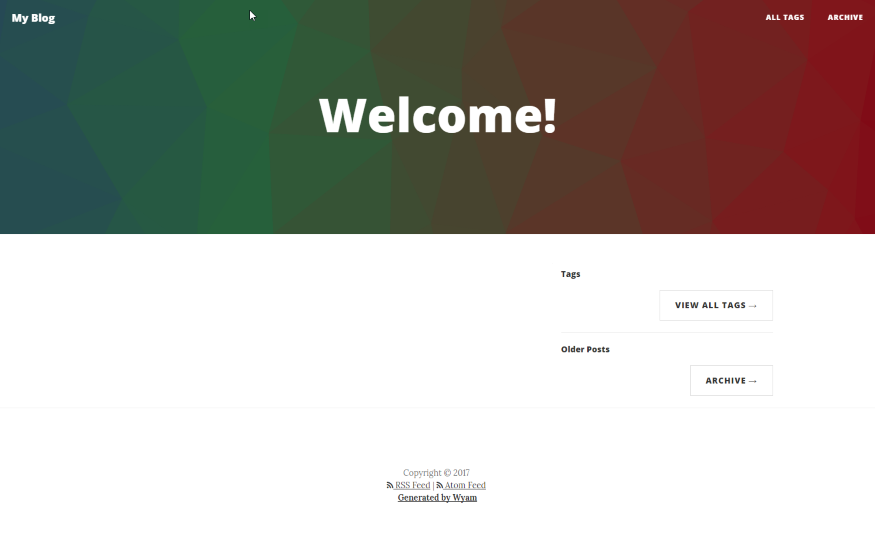 My Blog
ALL TAGS
ARCHIVE
Welcome!
Tags
VIEW ALL TAGS →
Older Posts
ARCHIVE →
Copyright © 2017
RSS Feed | Atom Feed
Generated by Wyam